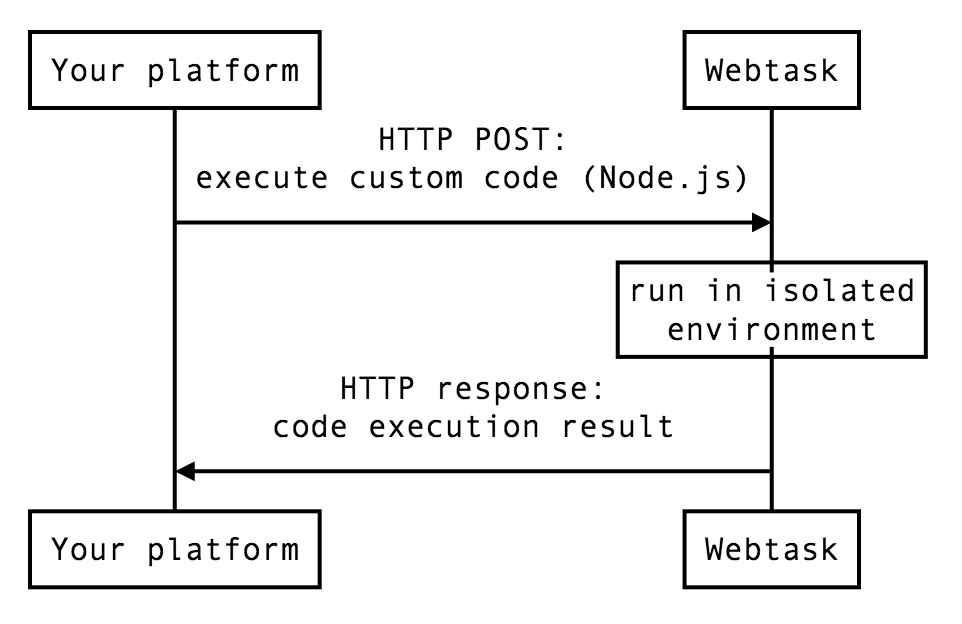 Your platform
Webtask
HTTP POST:
execute custom code (Node.js)
run in isolated
environment
HTTP response:
code execution result
Your platform
Webtask